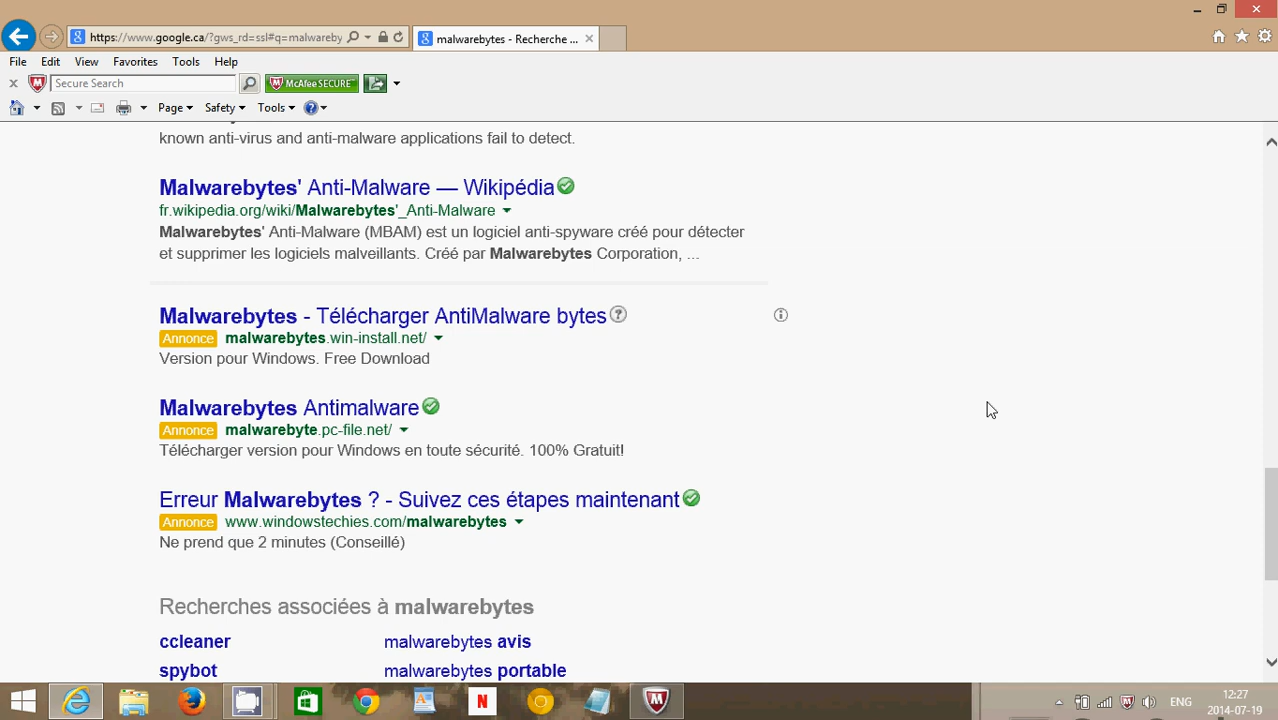 https://www.google.ca/?gws_rd=ssl#q=malwareby
malwarebytes - Recherche ...
File Edit View Favorites Tools Help
Secure Search
McAfee SECURE™
Page Safety Tools
known anti-virus and anti-malware applications fail to detect.
Malwarebytes' Anti-Malware — Wikipédia
fr.wikipedia.org/wiki/Malwarebytes'_Anti-Malware
Malwarebytes' Anti-Malware (MBAM) est un logiciel anti-spyware créé pour détecter
et supprimer les logiciels malveillants. Créé par Malwarebytes Corporation, ...
Malwarebytes - Télécharger AntiMalware bytes
Annonce malwarebytes.win-install.net/
Version pour Windows. Free Download
Malwarebytes Antimalware
Annonce malwarebyte.pc-file.net/
Télécharger version pour Windows en toute sécurité. 100% Gratuit!
Erreur Malwarebytes ? - Suivez ces étapes maintenant
Annonce www.windowstechies.com/malwarebytes
Ne prend que 2 minutes (Conseillé)
Recherches associées à malwarebytes
ccleaner malwarebytes avis
spybot malwarebytes portable
ENG
12:27
2014-07-19